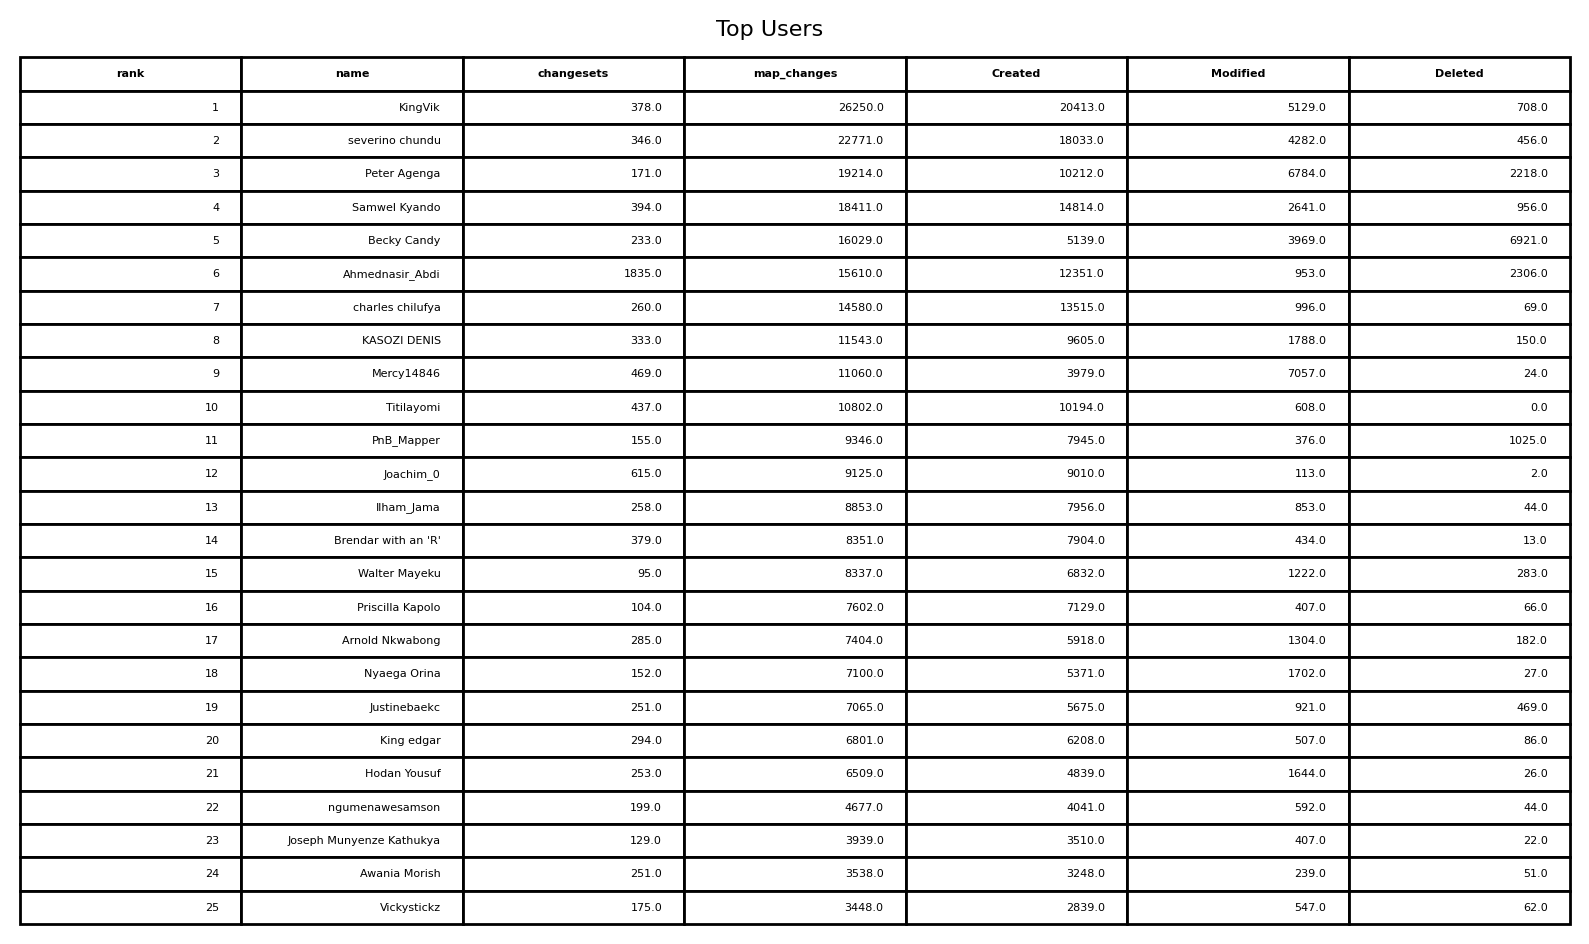 Top Users
rank name changesets map_changes Created Modified Deleted
1 KingVik 378.0 26250.0 20413.0 5129.0 708.0
2 severino chundu 346.0 22771.0 18033.0 4282.0 456.0
3 Peter Agenga 171.0 19214.0 10212.0 6784.0 2218.0
4 Samwel Kyando 394.0 18411.0 14814.0 2641.0 956.0
5 Becky Candy 233.0 16029.0 5139.0 3969.0 6921.0
6 Ahmednasir_Abdi 1835.0 15610.0 12351.0 953.0 2306.0
7 charles chilufya 260.0 14580.0 13515.0 996.0 69.0
8 KASOZI DENIS 333.0 11543.0 9605.0 1788.0 150.0
9 Mercy14846 469.0 11060.0 3979.0 7057.0 24.0
10 Titilayomi 437.0 10802.0 10194.0 608.0 0.0
11 PnB_Mapper 155.0 9346.0 7945.0 376.0 1025.0
12 Joachim_0 615.0 9125.0 9010.0 113.0 2.0
13 Ilham_Jama 258.0 8853.0 7956.0 853.0 44.0
14 Brendar with an 'R' 379.0 8351.0 7904.0 434.0 13.0
15 Walter Mayeku 95.0 8337.0 6832.0 1222.0 283.0
16 Priscilla Kapolo 104.0 7602.0 7129.0 407.0 66.0
17 Arnold Nkwabong 285.0 7404.0 5918.0 1304.0 182.0
18 Nyaega Orina 152.0 7100.0 5371.0 1702.0 27.0
19 Justinebaekc 251.0 7065.0 5675.0 921.0 469.0
20 King edgar 294.0 6801.0 6208.0 507.0 86.0
21 Hodan Yousuf 253.0 6509.0 4839.0 1644.0 26.0
22 ngumenawesamson 199.0 4677.0 4041.0 592.0 44.0
23 Joseph Munyenze Kathukya 129.0 3939.0 3510.0 407.0 22.0
24 Awania Morish 251.0 3538.0 3248.0 239.0 51.0
25 Vickystickz 175.0 3448.0 2839.0 547.0 62.0